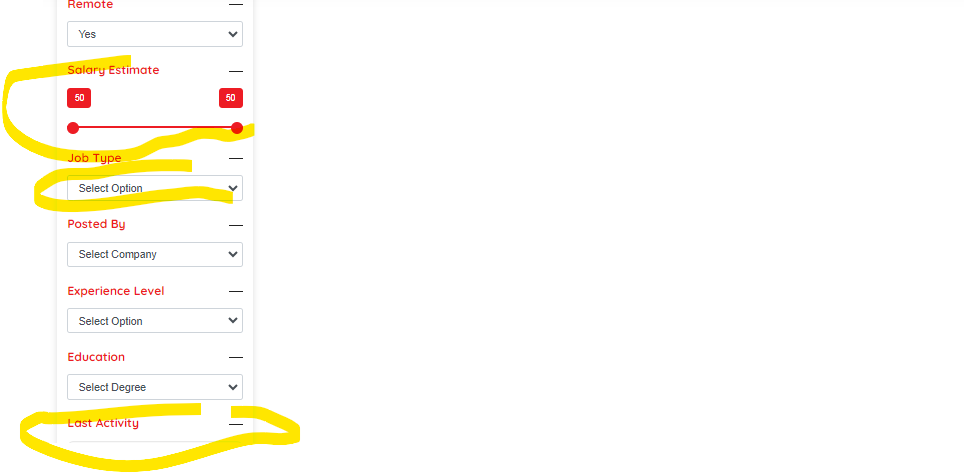 Remote
Yes
Salary Estimate
50 50
Job Type
Select Option
Posted By
Select Company
Experience Level
Select Option
Education
Select Degree
Last Activity